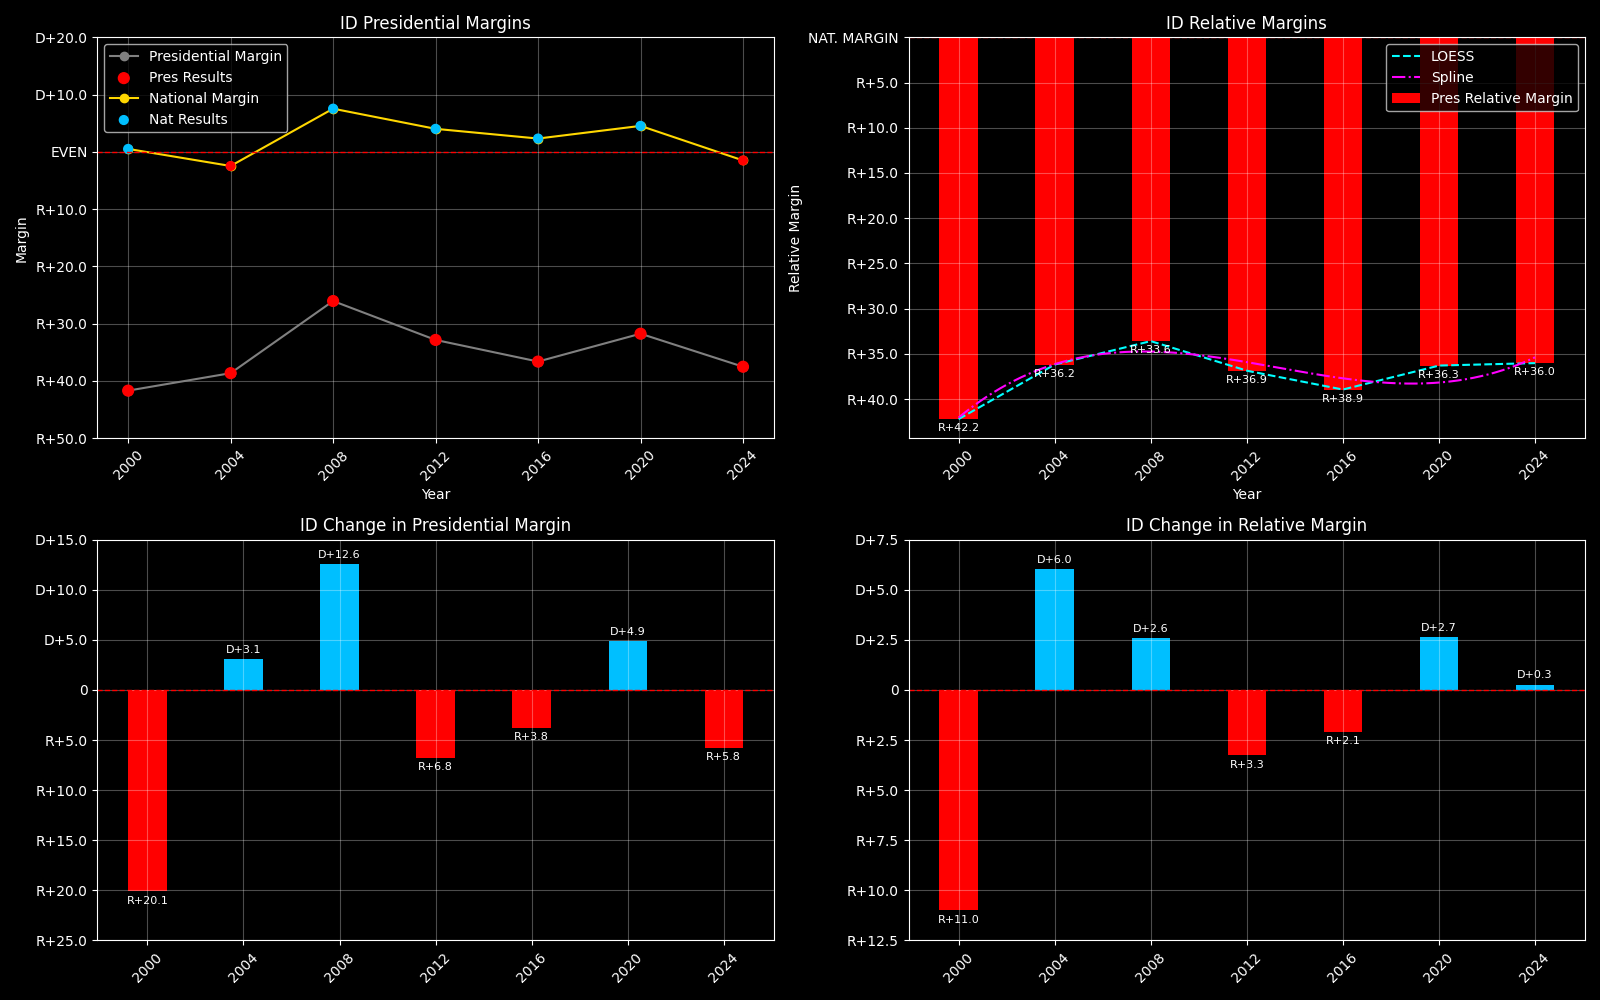 ID Presidential Margins
D+20.0
D+10.0
EVEN
R+10.0
R+20.0
R+30.0
R+40.0
R+50.0
Margin
Presidential Margin
Pres Results
National Margin
Nat Results
2000
2004
2008
2012
2016
2020
2024
Year
ID Relative Margins
NAT. MARGIN
R+5.0
R+10.0
R+15.0
R+20.0
R+25.0
R+30.0
R+35.0
R+40.0
Relative Margin
LOESS
Spline
Pres Relative Margin
R+42.2
R+36.2
R+33.6
R+36.9
R+38.9
R+36.3
R+36.0
2000
2004
2008
2012
2016
2020
2024
Year
ID Change in Presidential Margin
D+15.0
D+10.0
D+5.0
0
R+5.0
R+10.0
R+15.0
R+20.0
R+25.0
R+20.1
D+3.1
D+12.6
R+6.8
R+3.8
D+4.9
R+5.8
2000
2004
2008
2012
2016
2020
2024
ID Change in Relative Margin
D+7.5
D+5.0
D+2.5
0
R+2.5
R+5.0
R+7.5
R+10.0
R+12.5
R+11.0
D+6.0
D+2.6
R+3.3
R+2.1
D+2.7
D+0.3
2000
2004
2008
2012
2016
2020
2024